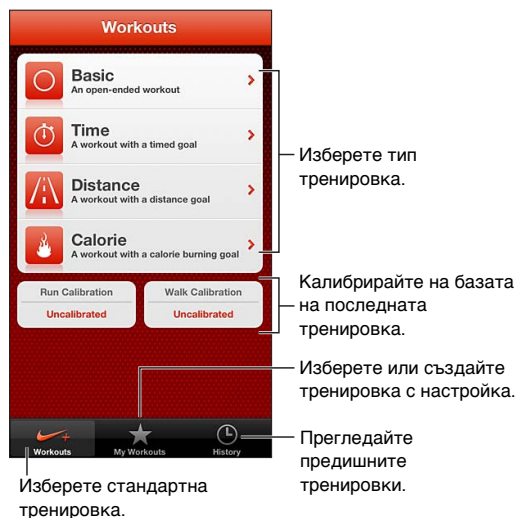 Workouts
Basic
An open-ended workout
Time
A workout with a timed goal
Distance
A workout with a distance goal
Calorie
A workout with a calorie burning goal
Run Calibration
Uncalibrated
Walk Calibration
Uncalibrated
Workouts
My Workouts
History
Изберете тип
тренировка.
Калибрирайте на базата
на последната
тренировка.
Изберете или създайте
тренировка с настройка.
Прегледайте
предишните
тренировки.
Изберете стандартна
тренировка.